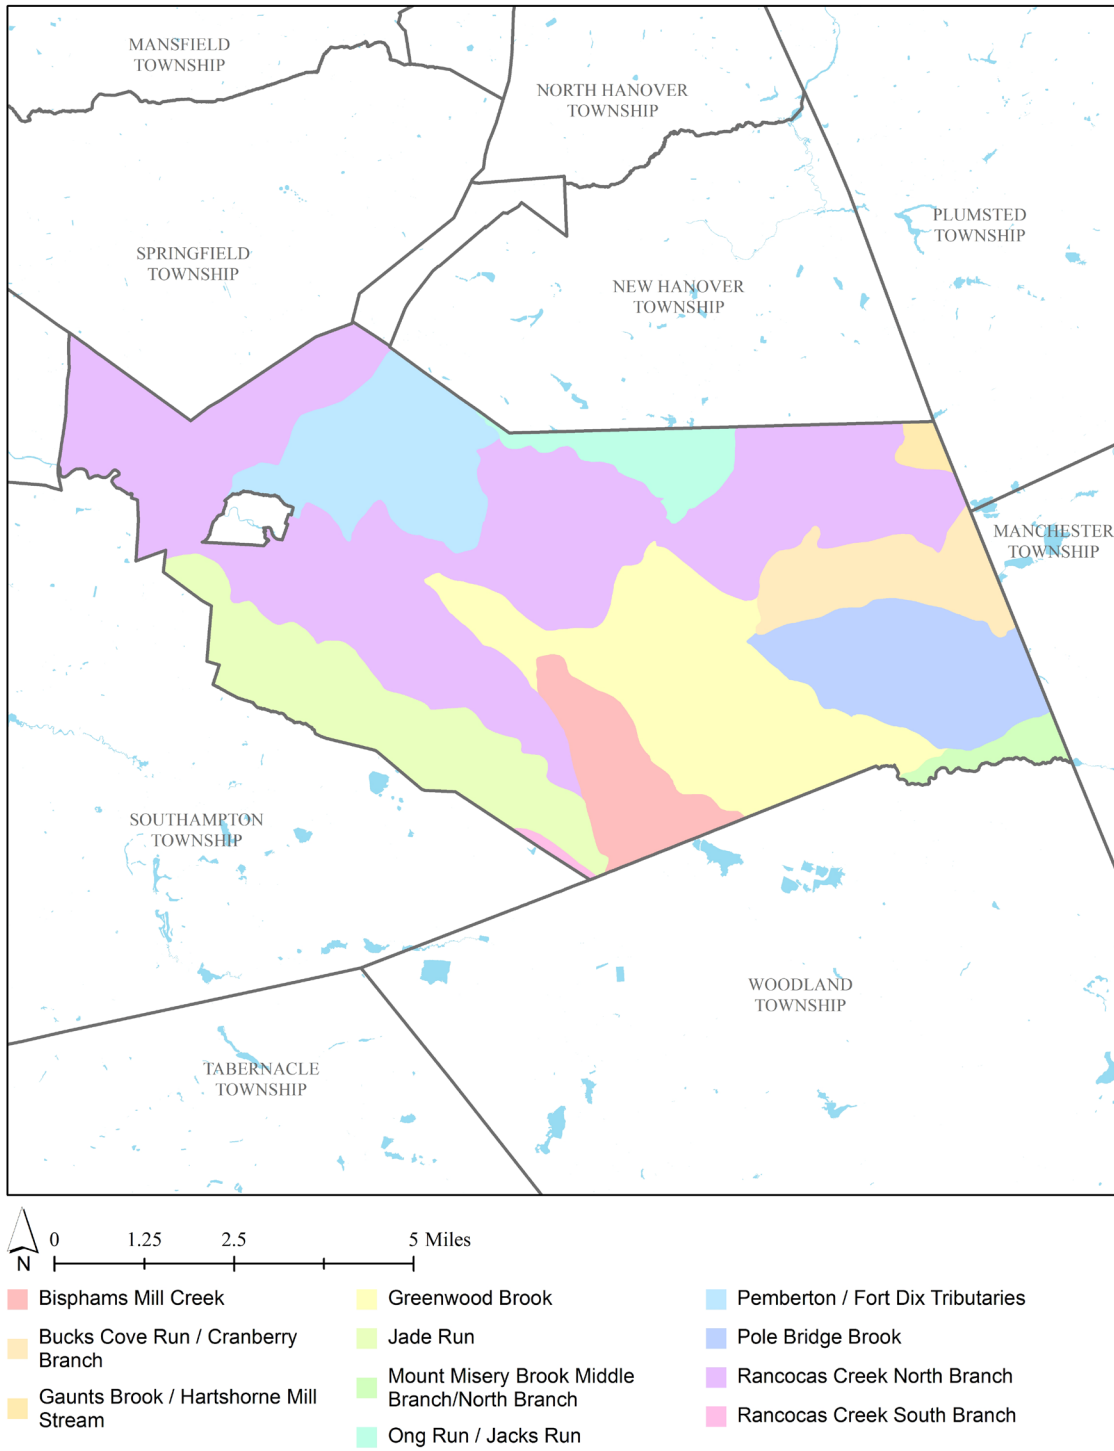 MANSFIELD
TOWNSHIP
NORTH HANOVER
TOWNSHIP
PLUMSTED
TOWNSHIP
SPRINGFIELD
TOWNSHIP
NEW HANOVER
TOWNSHIP
MANCHESTER
TOWNSHIP
SOUTHAMPTON
TOWNSHIP
WOODLAND
TOWNSHIP
TABERNACLE
TOWNSHIP
N
0 1.25 2.5 5 Miles
Bisphams Mill Creek
Bucks Cove Run / Cranberry
Branch
Gaunts Brook / Hartshorne Mill
Stream
Greenwood Brook
Jade Run
Mount Misery Brook Middle
Branch/North Branch
Ong Run / Jacks Run
Pemberton / Fort Dix Tributaries
Pole Bridge Brook
Rancocas Creek North Branch
Rancocas Creek South Branch